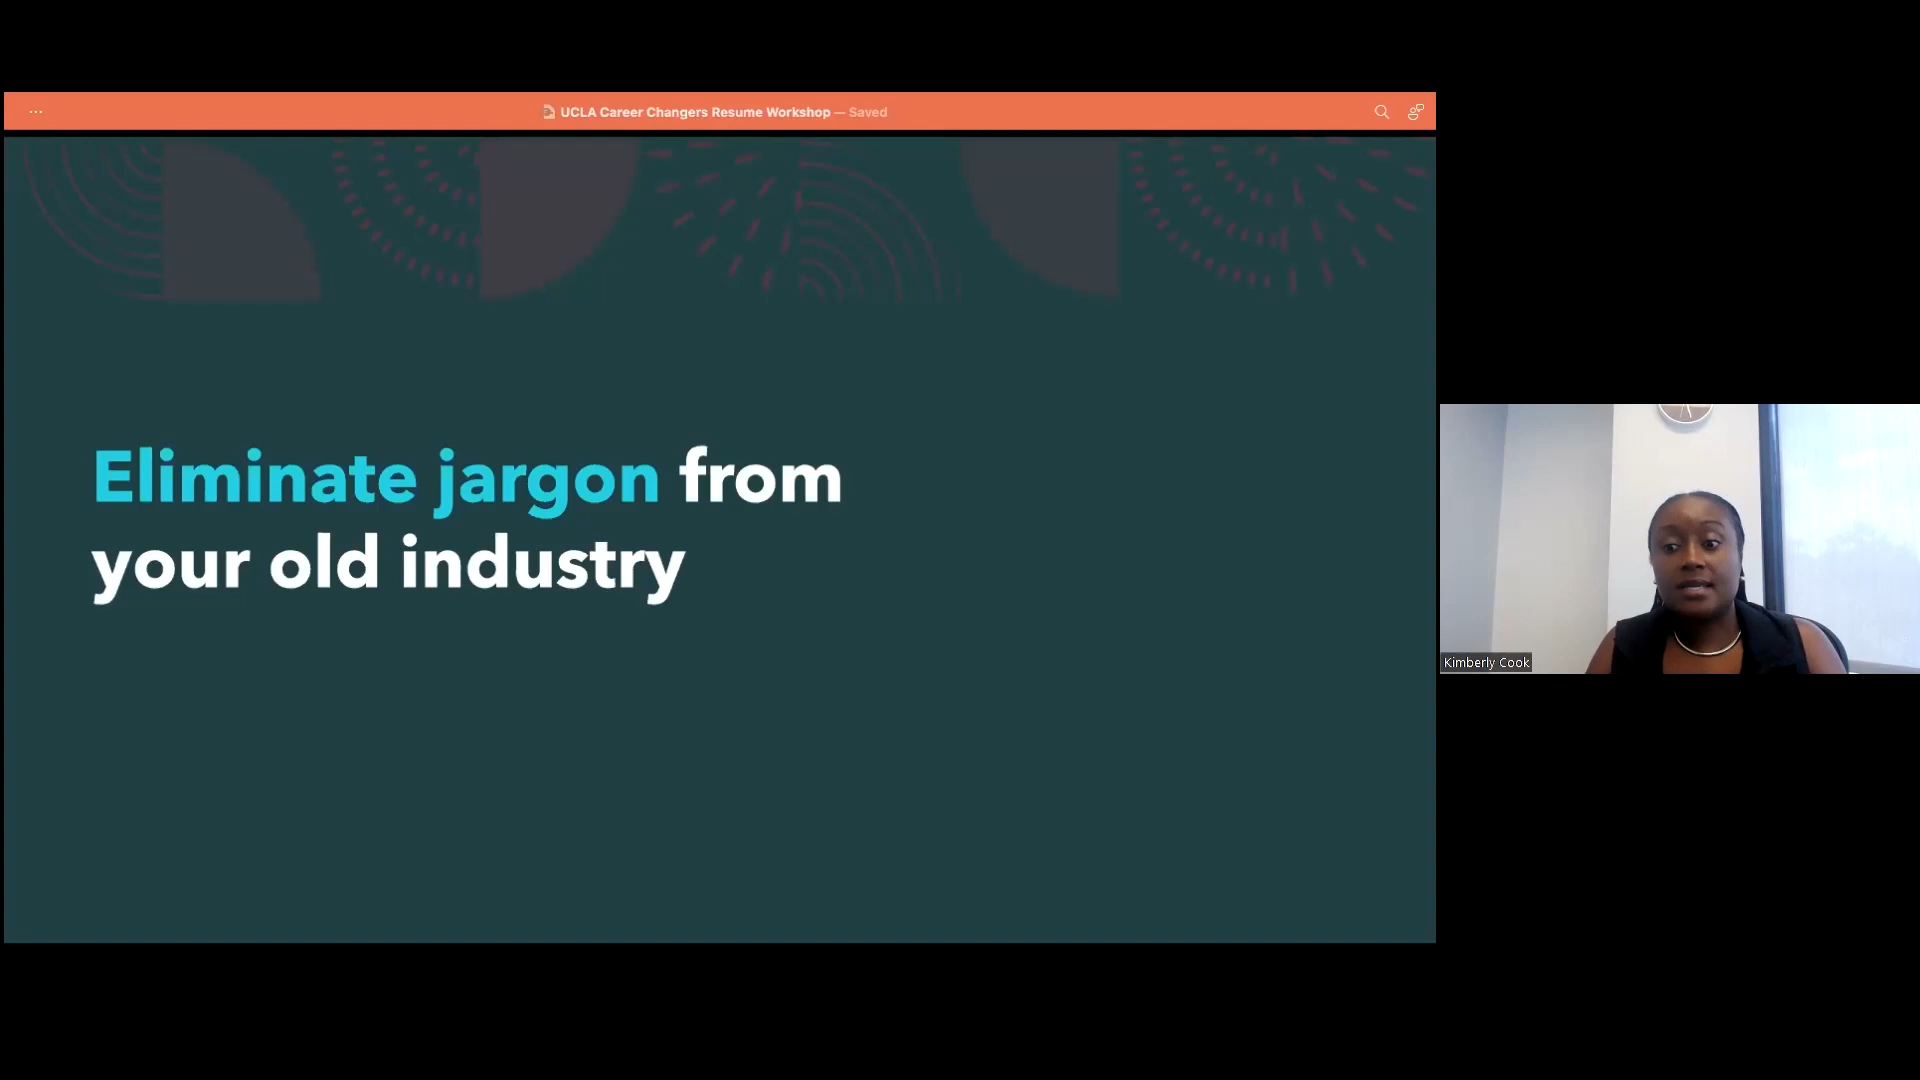 UCLA Career Changers Resume Workshop — Saved
Eliminate jargon from
your old industry
Kimberly Cook